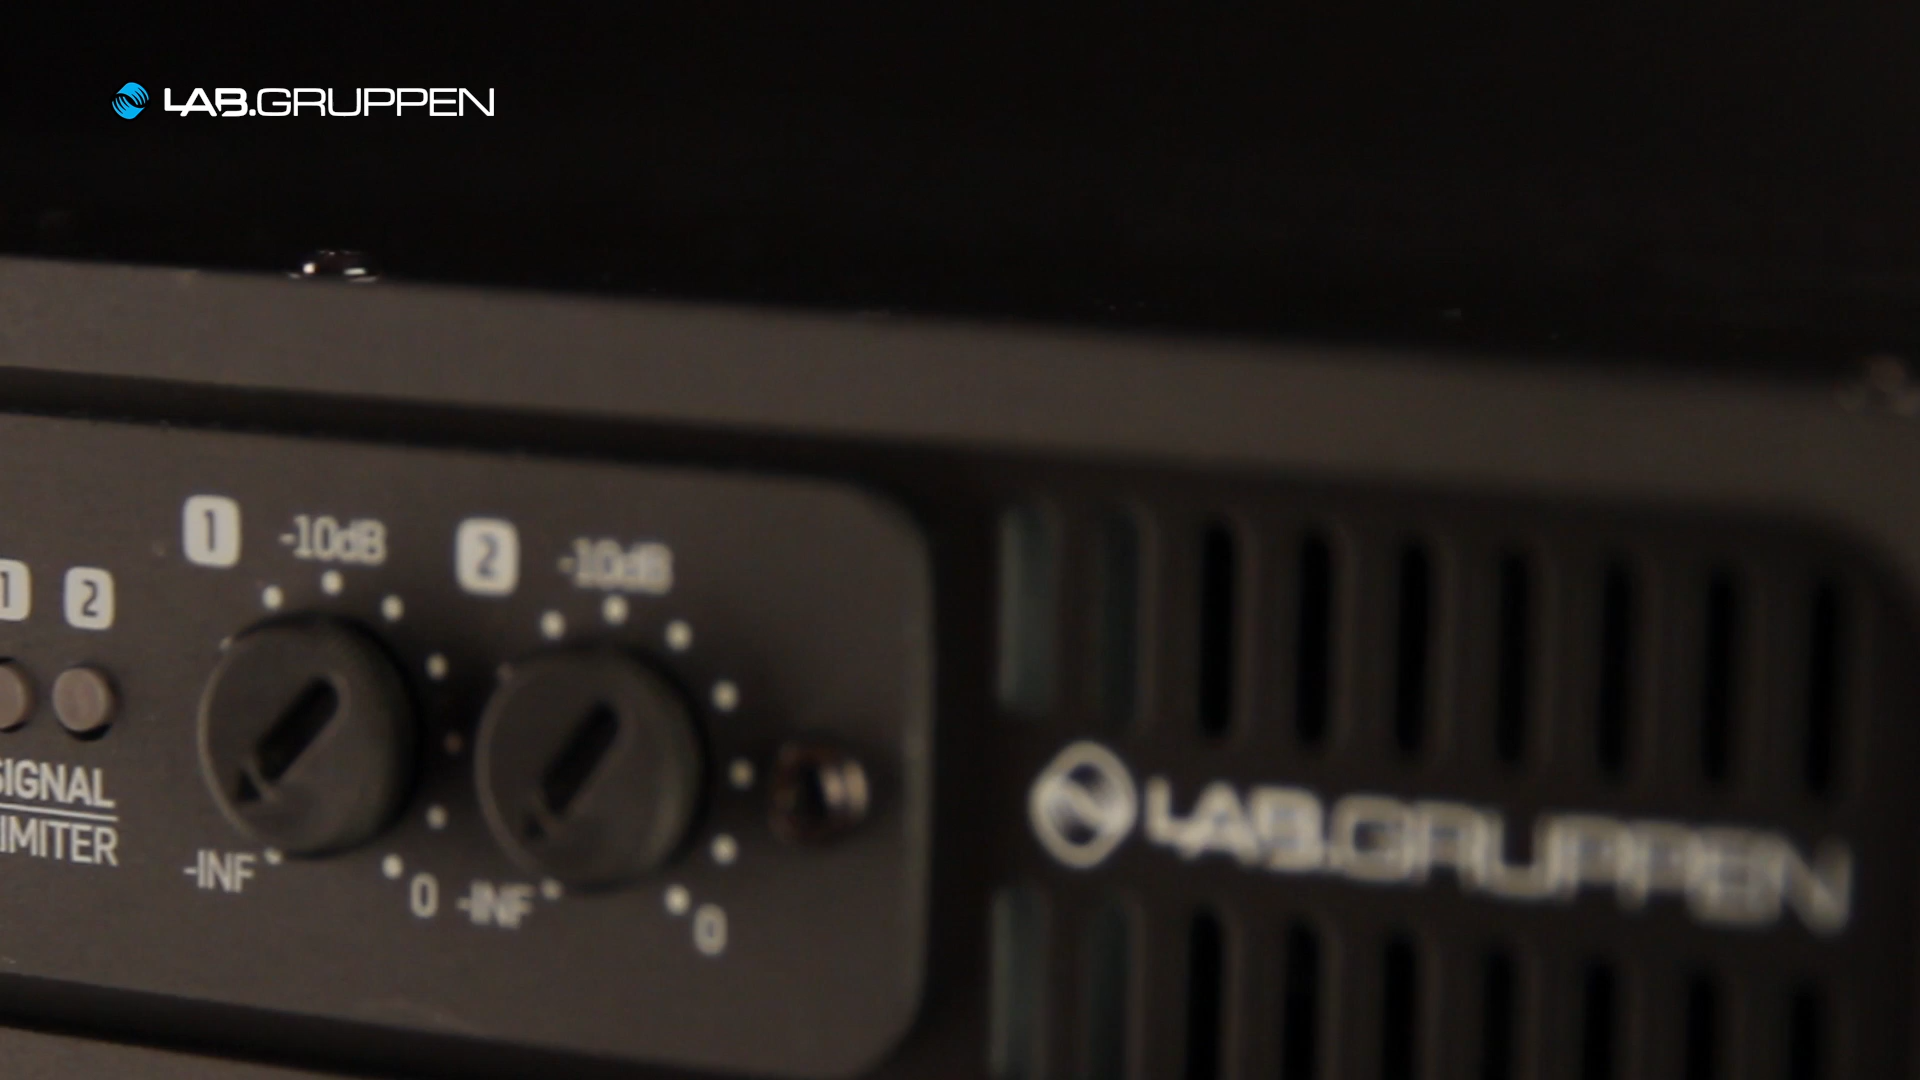 LAB.GRUPPEN
1 -10dB 2 -10dB
1 2
SIGNAL
LIMITER
-INF 0 -INF 0
LAB.GRUPPEN